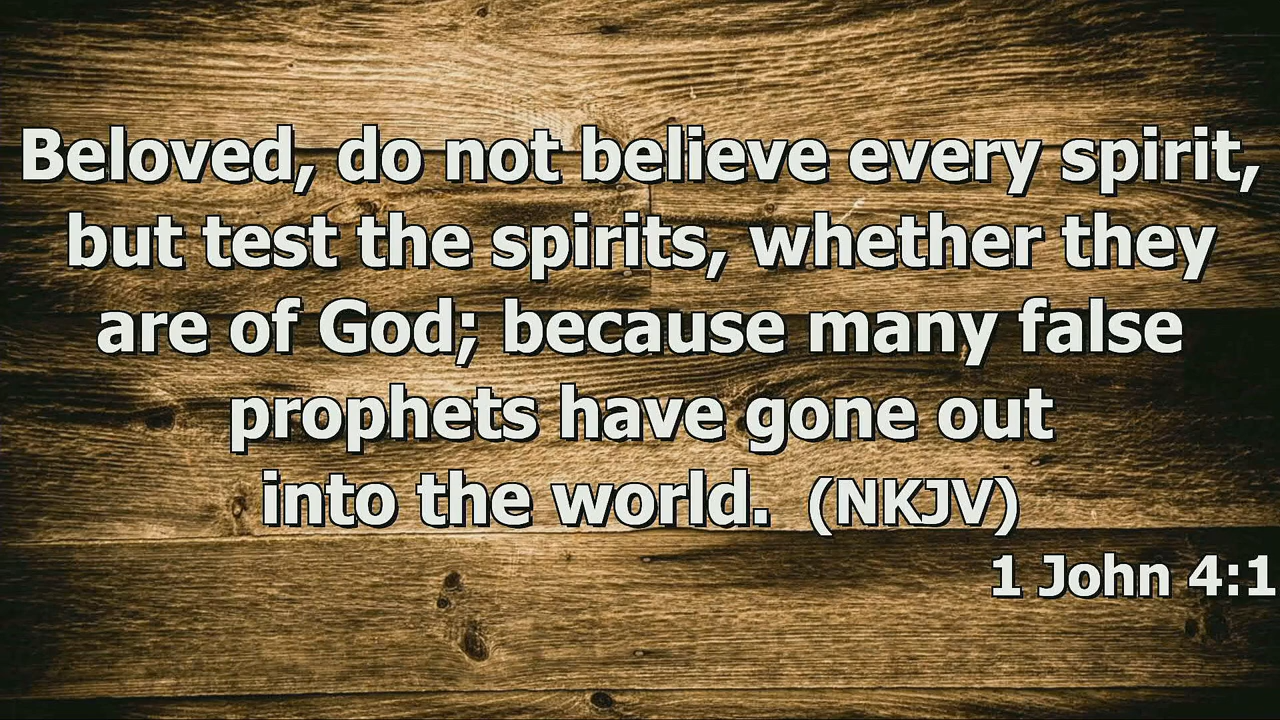 Beloved, do not believe every spirit,
but test the spirits, whether they
are of God; because many false
prophets have gone out
into the world.  (NKJV)
1 John 4:1